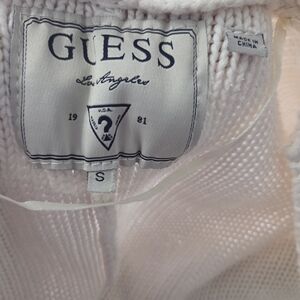 GUESS
Los Angeles
U.S.A.
19 ? 81
S
MADE IN
CHINA